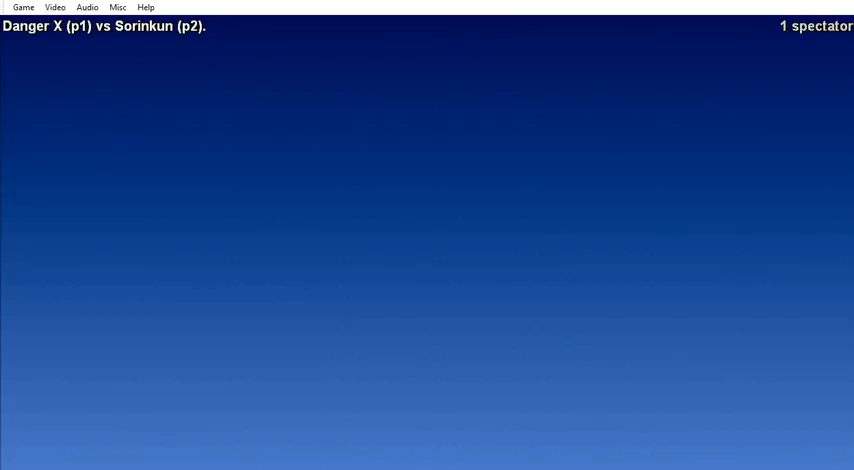 Game Video Audio Misc Help
Danger X (p1) vs Sorinkun (p2).
1 spectator